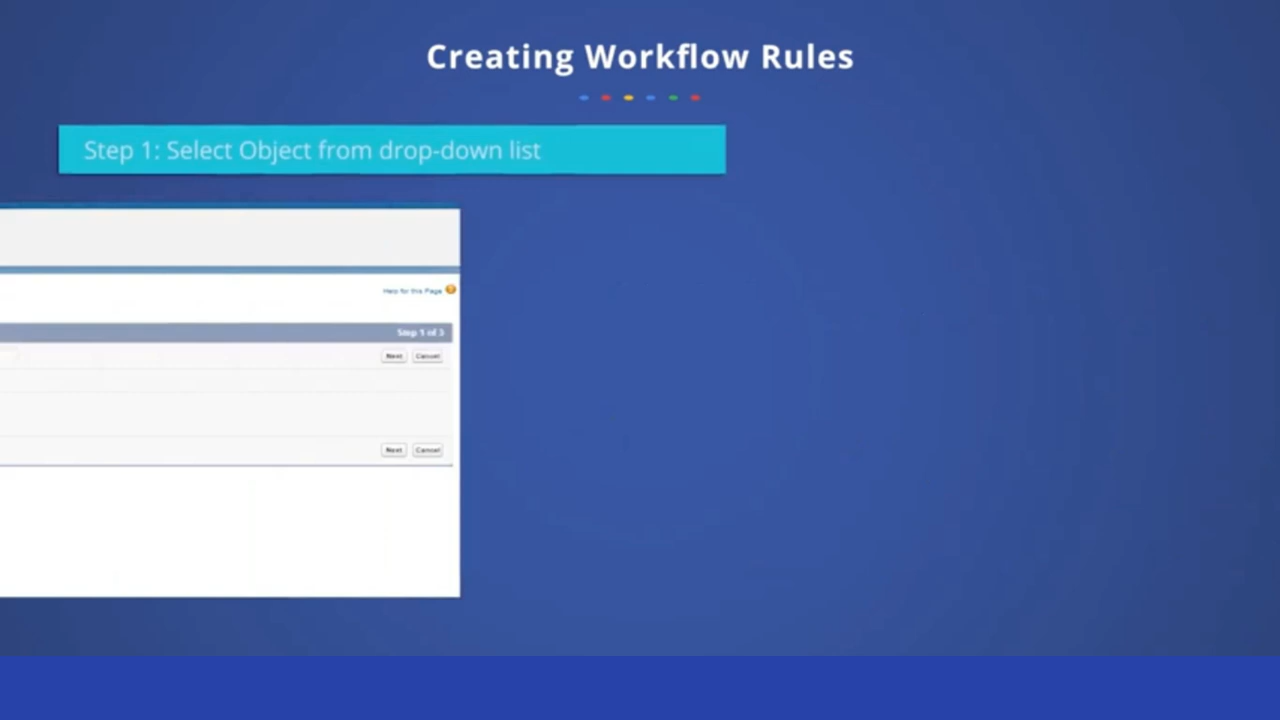 Creating Workflow Rules
Step 1: Select Object from drop-down list
Help for this Page
Step 1 of 3
Next Cancel
Next Cancel